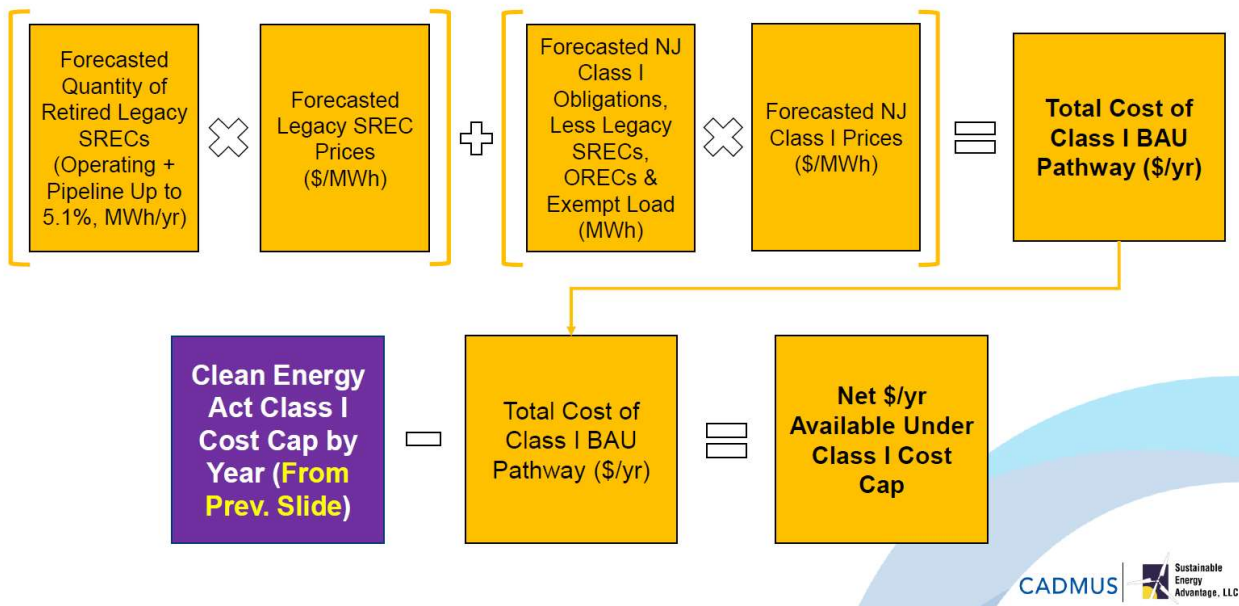 Forecasted
Quantity of
Retired Legacy
SRECs
(Operating +
Pipeline Up to
5.1%, MWh/yr)
Forecasted
Legacy SREC
Prices
($/MWh)
Forecasted NJ
Class I
Obligations,
Less Legacy
SRECs,
ORECs &
Exempt Load
(MWh)
Forecasted NJ
Class I Prices
($/MWh)
Total Cost of
Class I BAU
Pathway ($/yr)
Clean Energy
Act Class I
Cost Cap by
Year (From
Prev. Slide)
Total Cost of
Class I BAU
Pathway ($/yr)
Net $/yr
Available Under
Class I Cost
Cap
CADMUS
Sustainable
Energy
Advantage, LLC